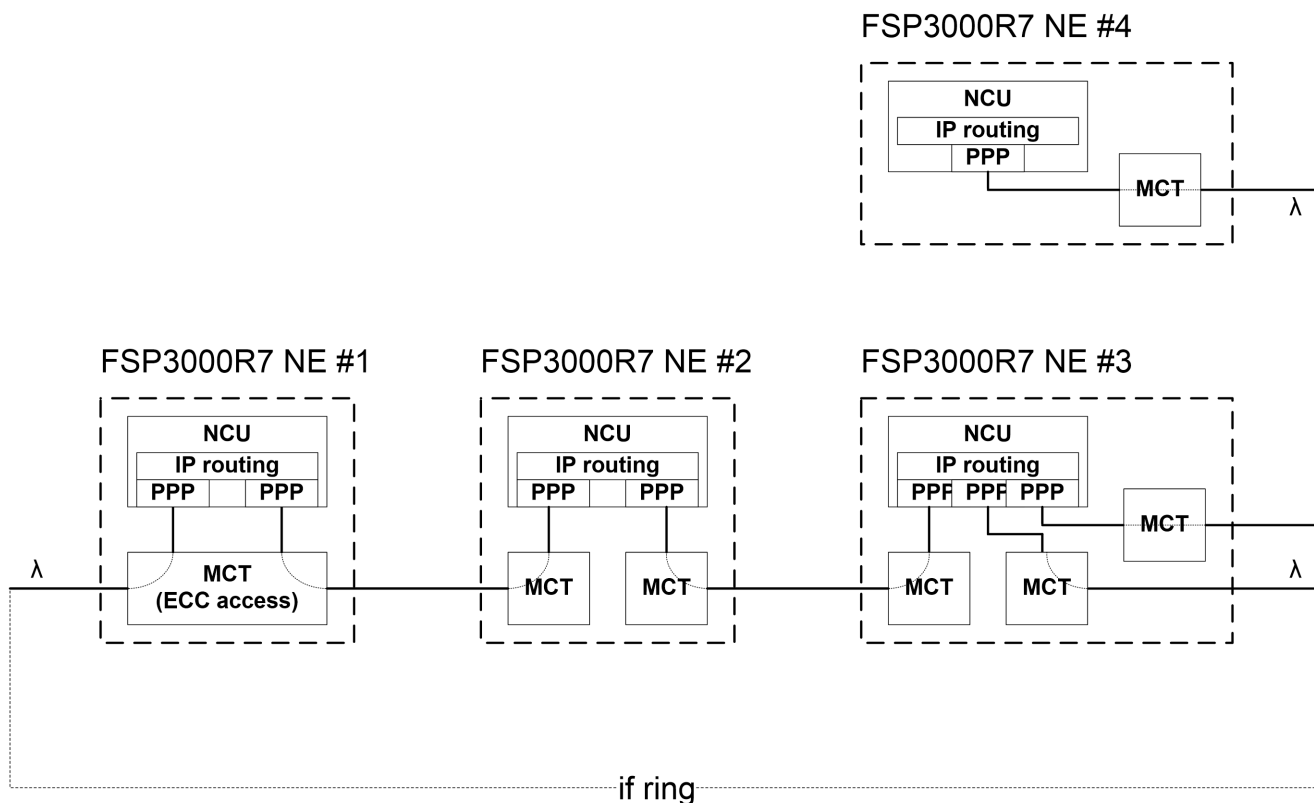 FSP3000R7 NE #4
NCU
IP routing
PPP
MCT
λ
FSP3000R7 NE #1
NCU
IP routing
PPP PPP
MCT
(ECC access)
λ
FSP3000R7 NE #2
NCU
IP routing
PPP PPP
MCT MCT
FSP3000R7 NE #3
NCU
IP routing
PPP PPP PPP
MCT
MCT MCT
λ
if ring